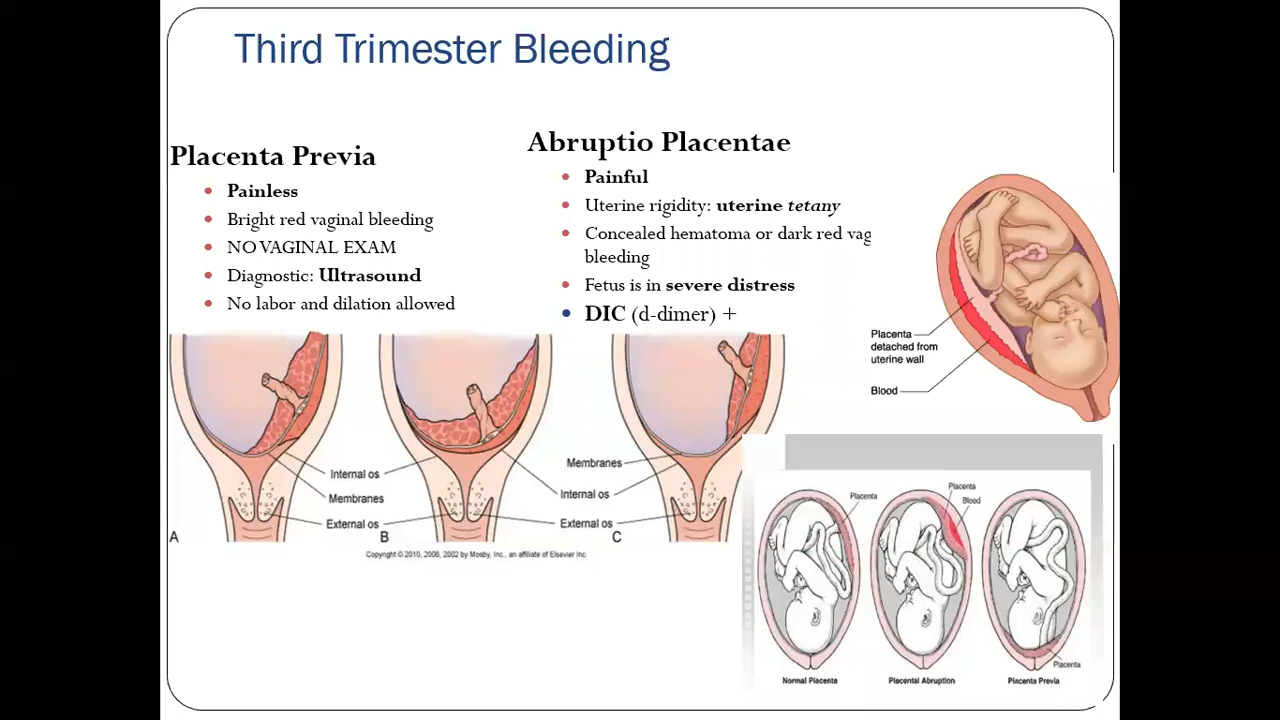 Third Trimester Bleeding
Placenta Previa
Painless
Bright red vaginal bleeding
NO VAGINAL EXAM
Diagnostic: Ultrasound
No labor and dilation allowed
Abruptio Placentae
Painful
Uterine rigidity: uterine tetany
Concealed hematoma or dark red vag
bleeding
Fetus is in severe distress
DIC (d-dimer) +
Placenta
detached from
uterine wall
Blood
Internal os
Membranes
External os
Membranes
Internal os
External os
A
B
C
Copyright © 2010, 2006, 2002 by Mosby, Inc., an affiliate of Elsevier Inc.
Placenta
Placenta
Blood
Placenta
Normal Placenta
Placental Abruption
Placenta Previa